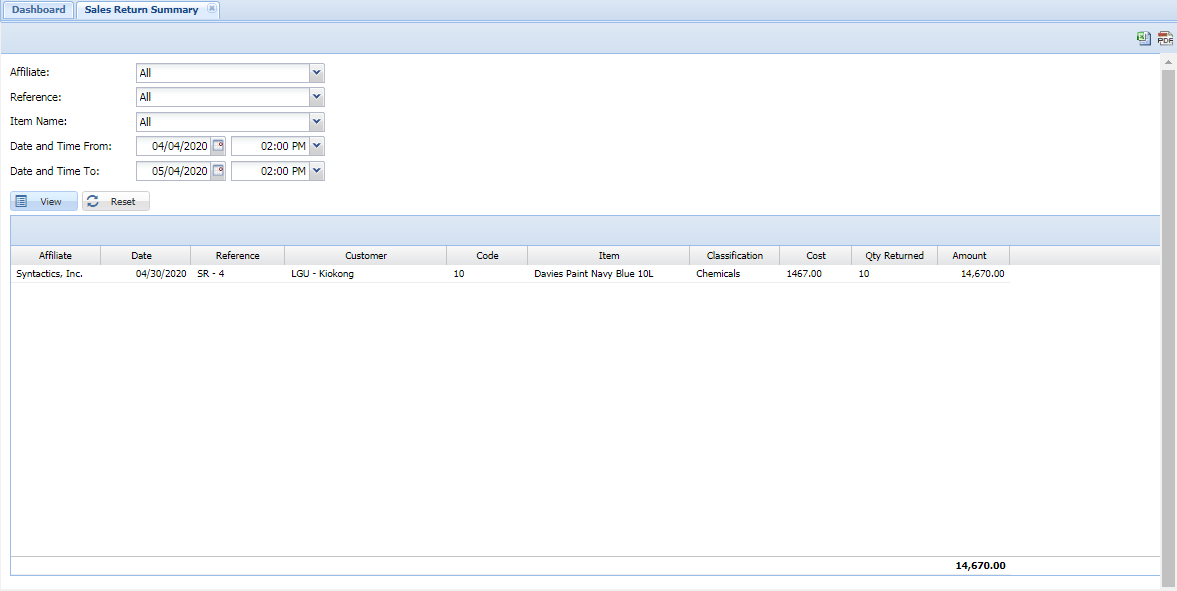 Dashboard Sales Return Summary
PDF
Affiliate: All
Reference: All
Item Name: All
Date and Time From: 04/04/2020 02:00 PM
Date and Time To: 05/04/2020 02:00 PM
View Reset
Affiliate Date Reference Customer Code Item Classification Cost Qty Returned Amount
Syntactics, Inc. 04/30/2020 SR - 4 LGU - Kiokong 10 Davies Paint Navy Blue 10L Chemicals 1467.00 10 14,670.00
14,670.00